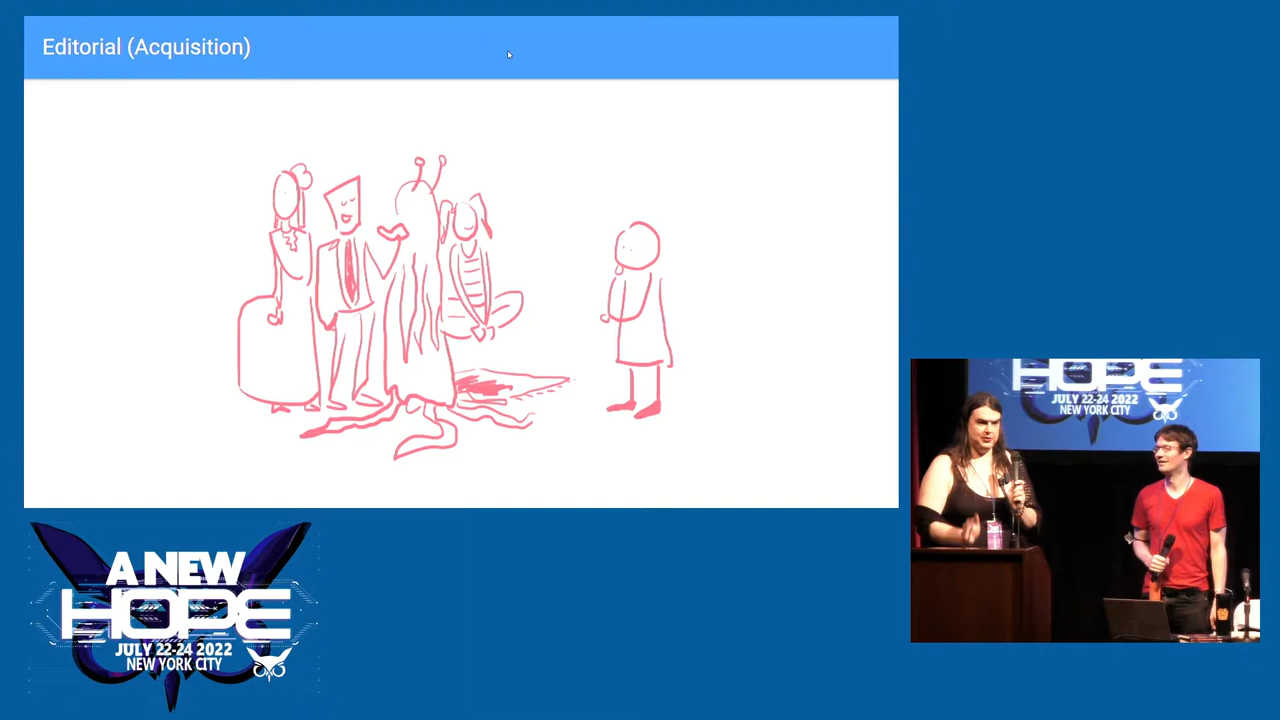 Editorial (Acquisition)
HOPE
JULY 22-24 2022
NEW YORK CITY
A NEW
HOPE
JULY 22-24 2022
NEW YORK CITY